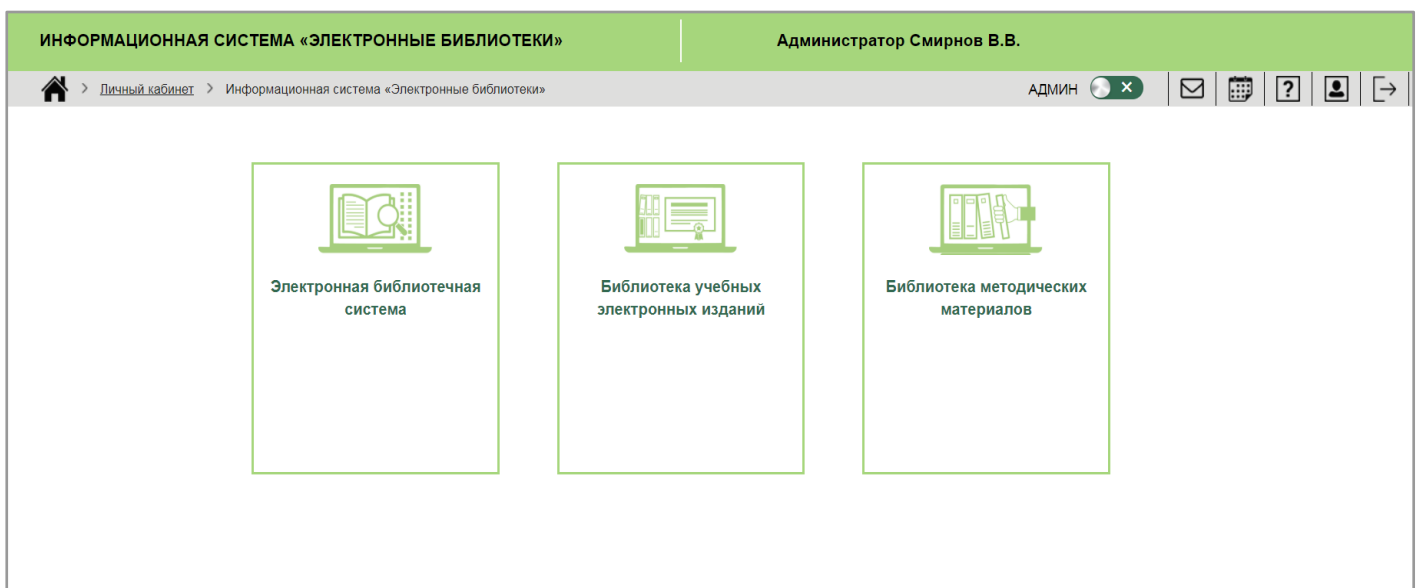 ИНФОРМАЦИОННАЯ СИСТЕМА «ЭЛЕКТРОННЫЕ БИБЛИОТЕКИ»
Администратор Смирнов В.В.
> Личный кабинет > Информационная система «Электронные библиотеки»
АДМИН
Электронная библиотечная
система
Библиотека учебных
электронных изданий
Библиотека методических
материалов